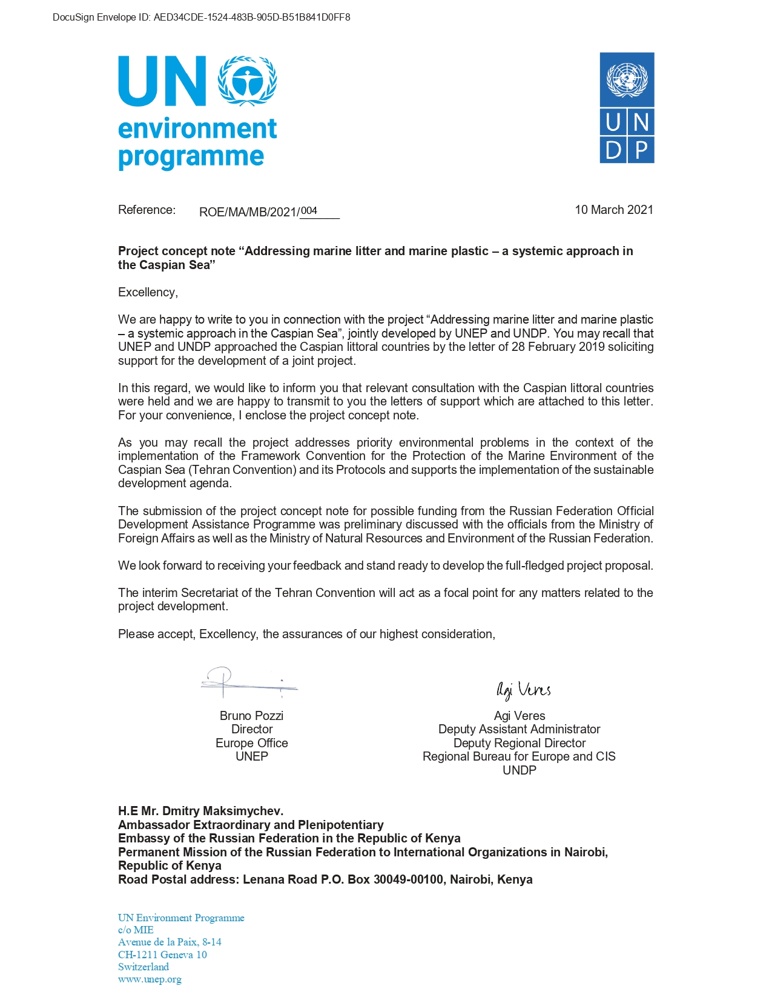 DocuSign Envelope ID: AED34CDE-1524-483B-905D-B51B841D0FF8
UN
environment
programme
U N
D P
Reference: ROE/MA/MB/2021/004 10 March 2021
Project concept note “Addressing marine litter and marine plastic – a systemic approach in
the Caspian Sea”
Excellency,
We are happy to write to you in connection with the project “Addressing marine litter and marine plastic
– a systemic approach in the Caspian Sea”, jointly developed by UNEP and UNDP. You may recall that
UNEP and UNDP approached the Caspian littoral countries by the letter of 28 February 2019 soliciting
support for the development of a joint project.
In this regard, we would like to inform you that relevant consultation with the Caspian littoral countries
were held and we are happy to transmit to you the letters of support which are attached to this letter.
For your convenience, I enclose the project concept note.
As you may recall the project addresses priority environmental problems in the context of the
implementation of the Framework Convention for the Protection of the Marine Environment of the
Caspian Sea (Tehran Convention) and its Protocols and supports the implementation of the sustainable
development agenda.
The submission of the project concept note for possible funding from the Russian Federation Official
Development Assistance Programme was preliminary discussed with the officials from the Ministry of
Foreign Affairs as well as the Ministry of Natural Resources and Environment of the Russian Federation.
We look forward to receiving your feedback and stand ready to develop the full-fledged project proposal.
The interim Secretariat of the Tehran Convention will act as a focal point for any matters related to the
project development.
Please accept, Excellency, the assurances of our highest consideration,
Agi Veres
Bruno Pozzi
Director
Europe Office
UNEP
Agi Veres
Deputy Assistant Administrator
Deputy Regional Director
Regional Bureau for Europe and CIS
UNDP
H.E Mr. Dmitry Maksimychev.
Ambassador Extraordinary and Plenipotentiary
Embassy of the Russian Federation in the Republic of Kenya
Permanent Mission of the Russian Federation to International Organizations in Nairobi,
Republic of Kenya
Road Postal address: Lenana Road P.O. Box 30049-00100, Nairobi, Kenya
UN Environment Programme
c/o MIE
Avenue de la Paix, 8-14
CH-1211 Geneva 10
Switzerland
www.unep.org